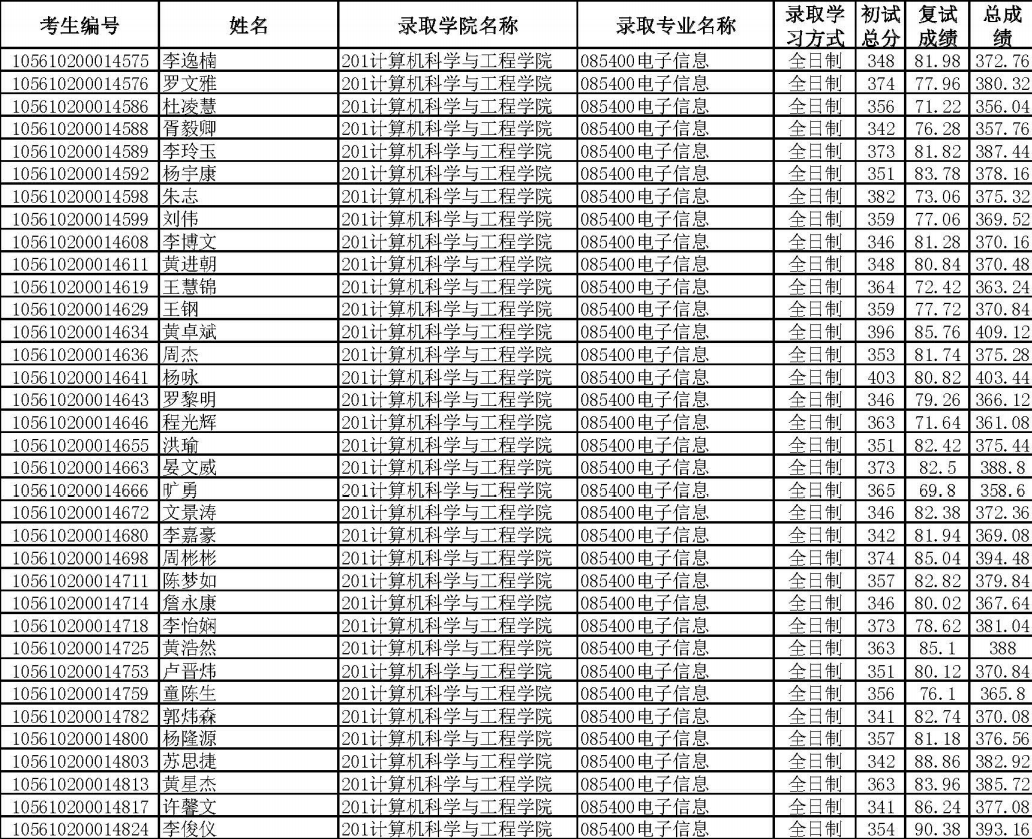 考生编号 姓名 录取学院名称 录取专业名称 录取学习方式 初试总分 复试成绩 总成绩
105610200014575 李逸楠 201计算机科学与工程学院 085400电子信息 全日制 348 81.98 372.76
105610200014576 罗文雅 201计算机科学与工程学院 085400电子信息 全日制 374 77.96 380.32
105610200014586 杜凌慧 201计算机科学与工程学院 085400电子信息 全日制 356 71.22 356.04
105610200014588 胥毅卿 201计算机科学与工程学院 085400电子信息 全日制 342 76.28 357.76
105610200014589 李玲玉 201计算机科学与工程学院 085400电子信息 全日制 373 81.82 387.44
105610200014592 杨宇康 201计算机科学与工程学院 085400电子信息 全日制 351 83.78 378.16
105610200014598 朱志 201计算机科学与工程学院 085400电子信息 全日制 382 73.06 375.32
105610200014599 刘伟 201计算机科学与工程学院 085400电子信息 全日制 359 77.06 369.52
105610200014608 李博文 201计算机科学与工程学院 085400电子信息 全日制 346 81.28 370.16
105610200014611 黄进朝 201计算机科学与工程学院 085400电子信息 全日制 348 80.84 370.48
105610200014619 王慧锦 201计算机科学与工程学院 085400电子信息 全日制 364 72.42 363.24
105610200014629 王钢 201计算机科学与工程学院 085400电子信息 全日制 359 77.72 370.84
105610200014634 黄卓斌 201计算机科学与工程学院 085400电子信息 全日制 396 85.76 409.12
105610200014636 周杰 201计算机科学与工程学院 085400电子信息 全日制 353 81.74 375.28
105610200014641 杨咏 201计算机科学与工程学院 085400电子信息 全日制 403 80.82 403.44
105610200014643 罗黎明 201计算机科学与工程学院 085400电子信息 全日制 346 79.26 366.12
105610200014646 程光辉 201计算机科学与工程学院 085400电子信息 全日制 363 71.64 361.08
105610200014655 洪瑜 201计算机科学与工程学院 085400电子信息 全日制 351 82.42 375.44
105610200014663 晏文威 201计算机科学与工程学院 085400电子信息 全日制 373 82.5 388.8
105610200014666 旷勇 201计算机科学与工程学院 085400电子信息 全日制 365 69.8 358.6
105610200014672 文景涛 201计算机科学与工程学院 085400电子信息 全日制 346 82.38 372.36
105610200014680 李嘉豪 201计算机科学与工程学院 085400电子信息 全日制 342 81.94 369.08
105610200014698 周彬彬 201计算机科学与工程学院 085400电子信息 全日制 374 85.04 394.48
105610200014711 陈梦如 201计算机科学与工程学院 085400电子信息 全日制 357 82.82 379.84
105610200014714 詹永康 201计算机科学与工程学院 085400电子信息 全日制 346 80.02 367.64
105610200014718 李怡娴 201计算机科学与工程学院 085400电子信息 全日制 373 78.62 381.04
105610200014725 黄浩然 201计算机科学与工程学院 085400电子信息 全日制 363 85.1 388
105610200014753 卢晋炜 201计算机科学与工程学院 085400电子信息 全日制 351 80.12 370.84
105610200014759 童陈生 201计算机科学与工程学院 085400电子信息 全日制 356 76.1 365.8
105610200014782 郭炜森 201计算机科学与工程学院 085400电子信息 全日制 341 82.74 370.08
105610200014800 杨隆源 201计算机科学与工程学院 085400电子信息 全日制 357 81.18 376.56
105610200014803 苏思捷 201计算机科学与工程学院 085400电子信息 全日制 342 88.86 382.92
105610200014813 黄星杰 201计算机科学与工程学院 085400电子信息 全日制 363 83.96 385.72
105610200014817 许馨文 201计算机科学与工程学院 085400电子信息 全日制 341 86.24 377.08
105610200014824 李俊仪 201计算机科学与工程学院 085400电子信息 全日制 354 90.38 393.16